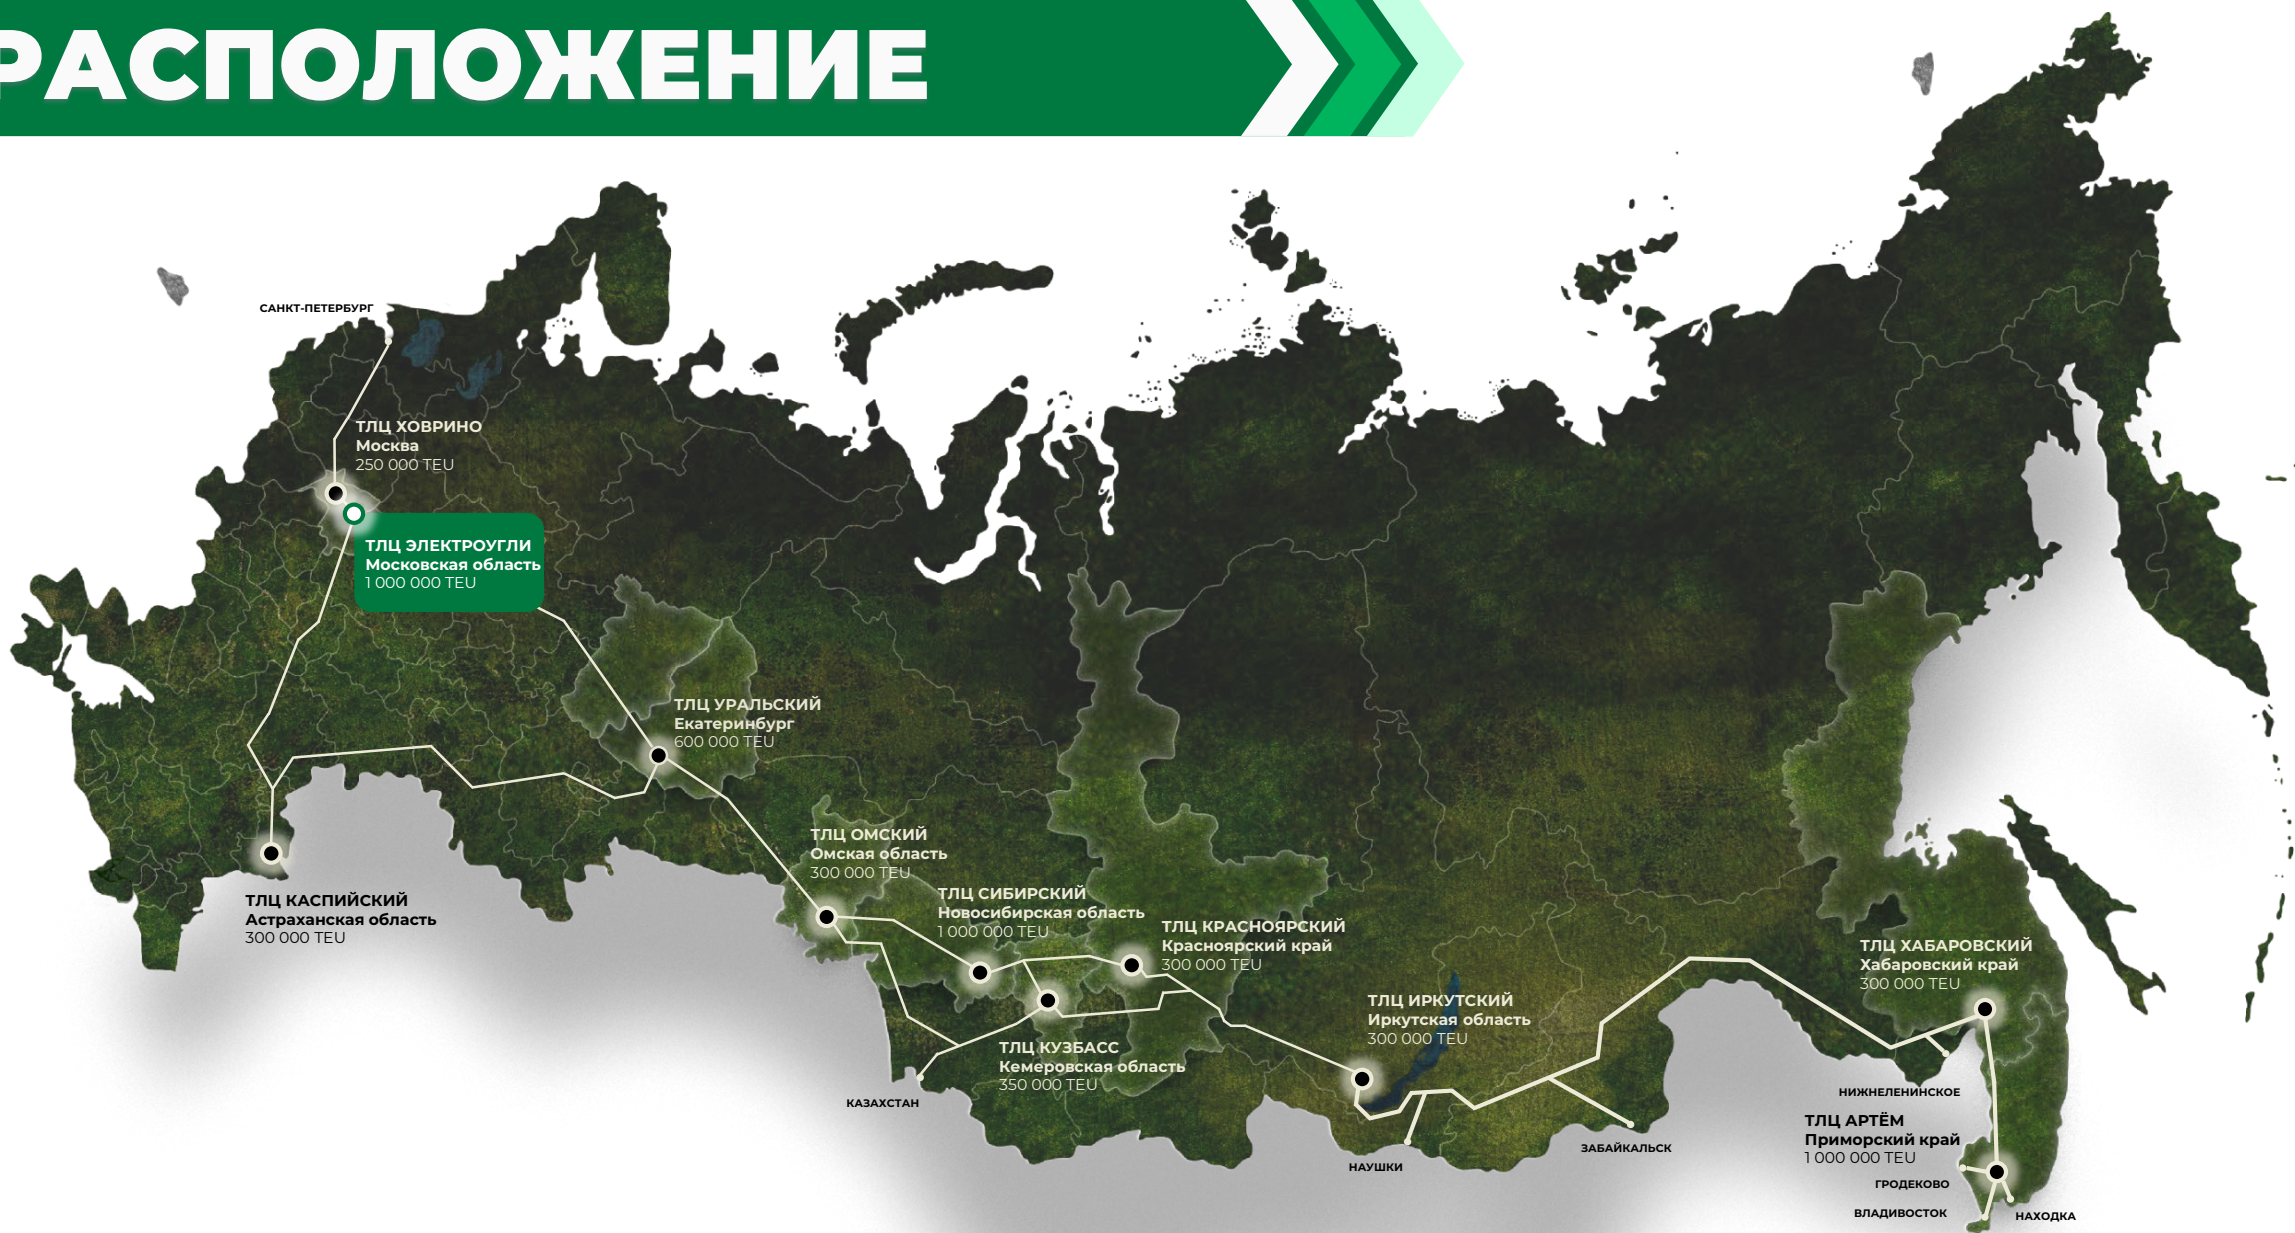 РАСПОЛОЖЕНИЕ
САНКТ-ПЕТЕРБУРГ
ТЛЦ ХОВРИНО
Москва
250 000 TEU
ТЛЦ ЭЛЕКТРОУГЛИ
Московская область
1 000 000 TEU
ТЛЦ УРАЛЬСКИЙ
Екатеринбург
600 000 TEU
ТЛЦ КАСПИЙСКИЙ
Астраханская область
300 000 TEU
ТЛЦ ОМСКИЙ
Омская область
300 000 TEU
ТЛЦ СИБИРСКИЙ
Новосибирская область
1 000 000 TEU
ТЛЦ КРАСНОЯРСКИЙ
Красноярский край
300 000 TEU
ТЛЦ КУЗБАСС
Кемеровская область
350 000 TEU
КАЗАХСТАН
ТЛЦ ИРКУТСКИЙ
Иркутская область
300 000 TEU
НАУШКИ
ЗАБАЙКАЛЬСК
ТЛЦ ХАБАРОВСКИЙ
Хабаровский край
300 000 TEU
НИЖНЕЛЕНИНСКОЕ
ТЛЦ АРТЁМ
Приморский край
1 000 000 TEU
ГРОДЕКОВО
ВЛАДИВОСТОК
НАХОДКА